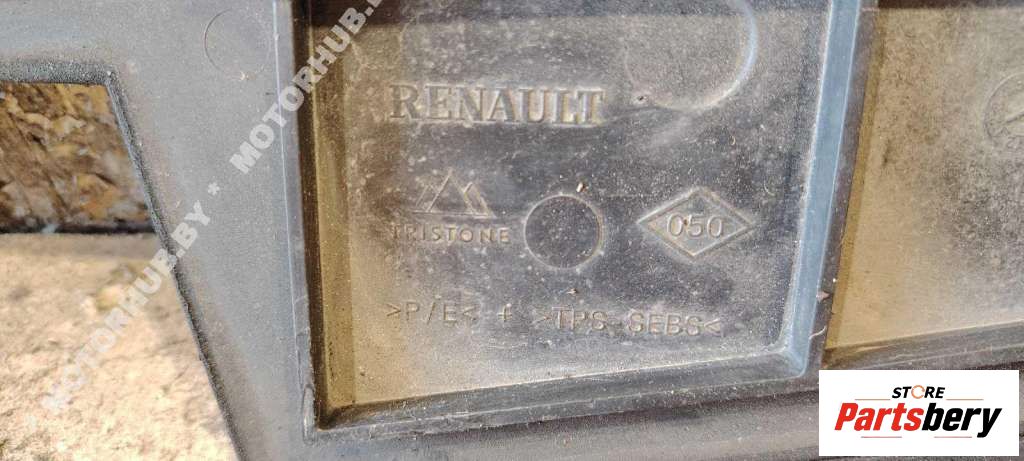 RENAULT
TRISTONE
050
>P/E< + >TPS-SEBS<
MOTORHUB.BY * MOTORHUB.BY *
STORE
Partsbery